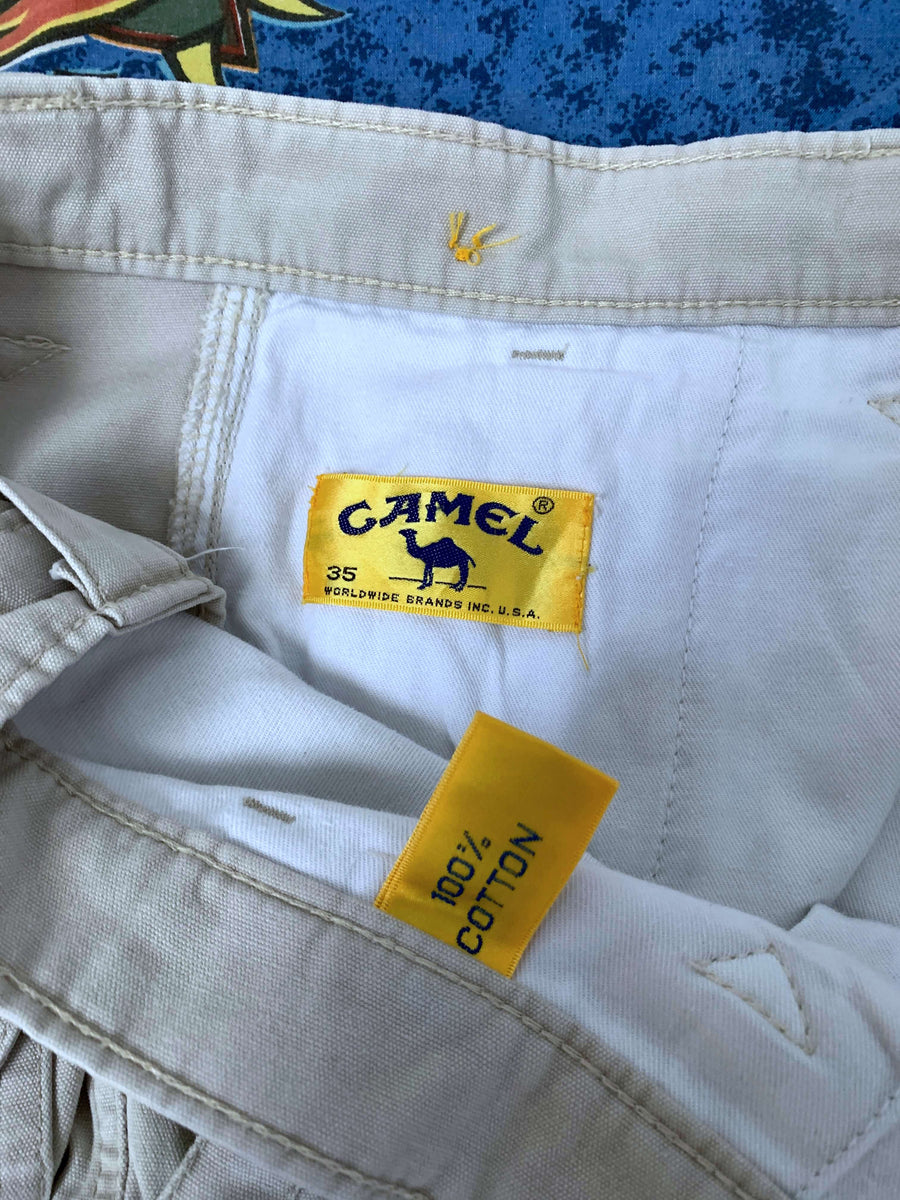 CAMEL®
35
WORLDWIDE BRANDS INC. U.S.A.
100%
COTTON